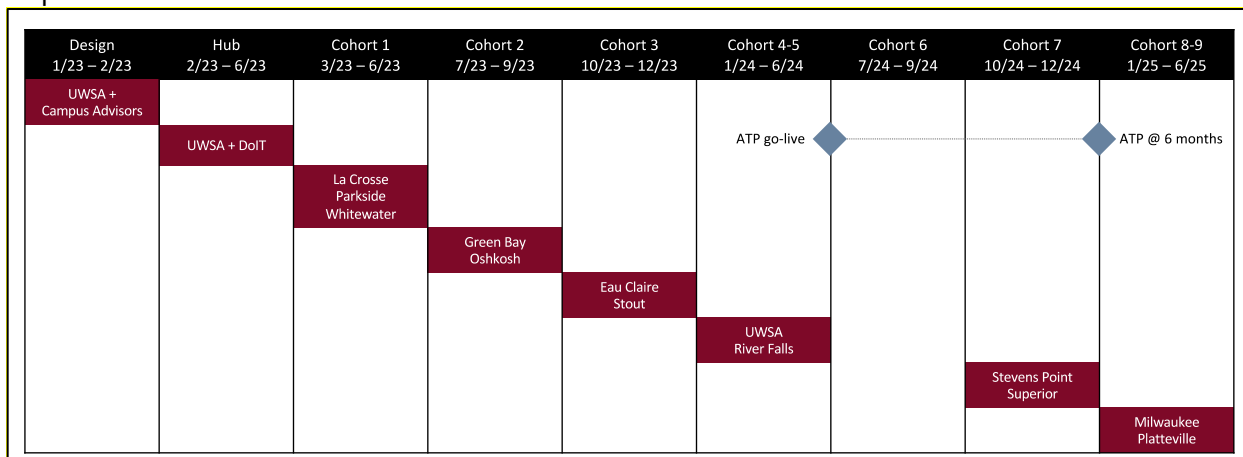 Design
1/23 – 2/23
Hub
2/23 – 6/23
Cohort 1
3/23 – 6/23
Cohort 2
7/23 – 9/23
Cohort 3
10/23 – 12/23
Cohort 4-5
1/24 – 6/24
Cohort 6
7/24 – 9/24
Cohort 7
10/24 – 12/24
Cohort 8-9
1/25 – 6/25
UWSA +
Campus Advisors
UWSA + DoIT
ATP go-live
ATP @ 6 months
La Crosse
Parkside
Whitewater
Green Bay
Oshkosh
Eau Claire
Stout
UWSA
River Falls
Stevens Point
Superior
Milwaukee
Platteville